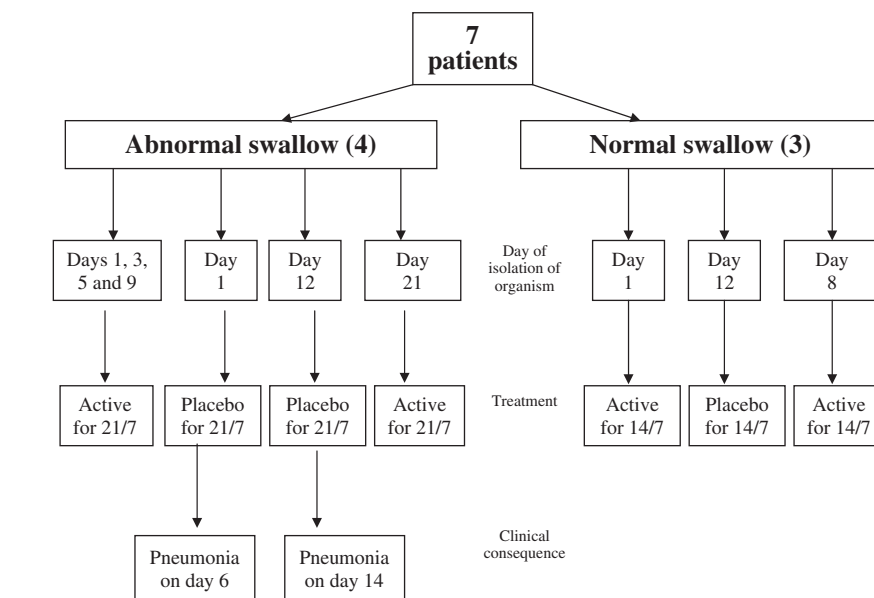 7
patients
Abnormal swallow (4)
Normal swallow (3)
Days 1, 3,
5 and 9
Day
1
Day
12
Day
21
Day of
isolation of
organism
Day
1
Day
12
Day
8
Active
for 21/7
Placebo
for 21/7
Placebo
for 21/7
Active
for 21/7
Treatment
Active
for 14/7
Placebo
for 14/7
Active
for 14/7
Pneumonia
on day 6
Pneumonia
on day 14
Clinical
consequence